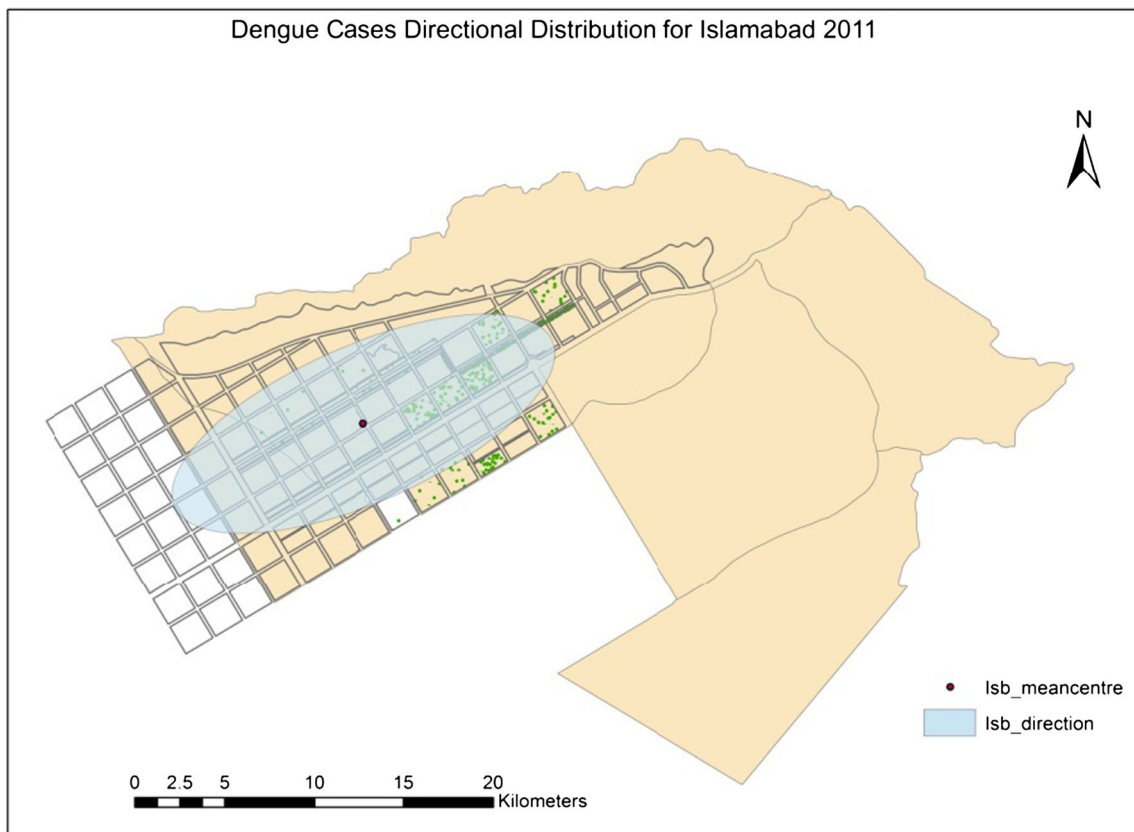 Dengue Cases Directional Distribution for Islamabad 2011
N
Isb_meancentre
Isb_direction
0 2.5 5 10 15 20
Kilometers